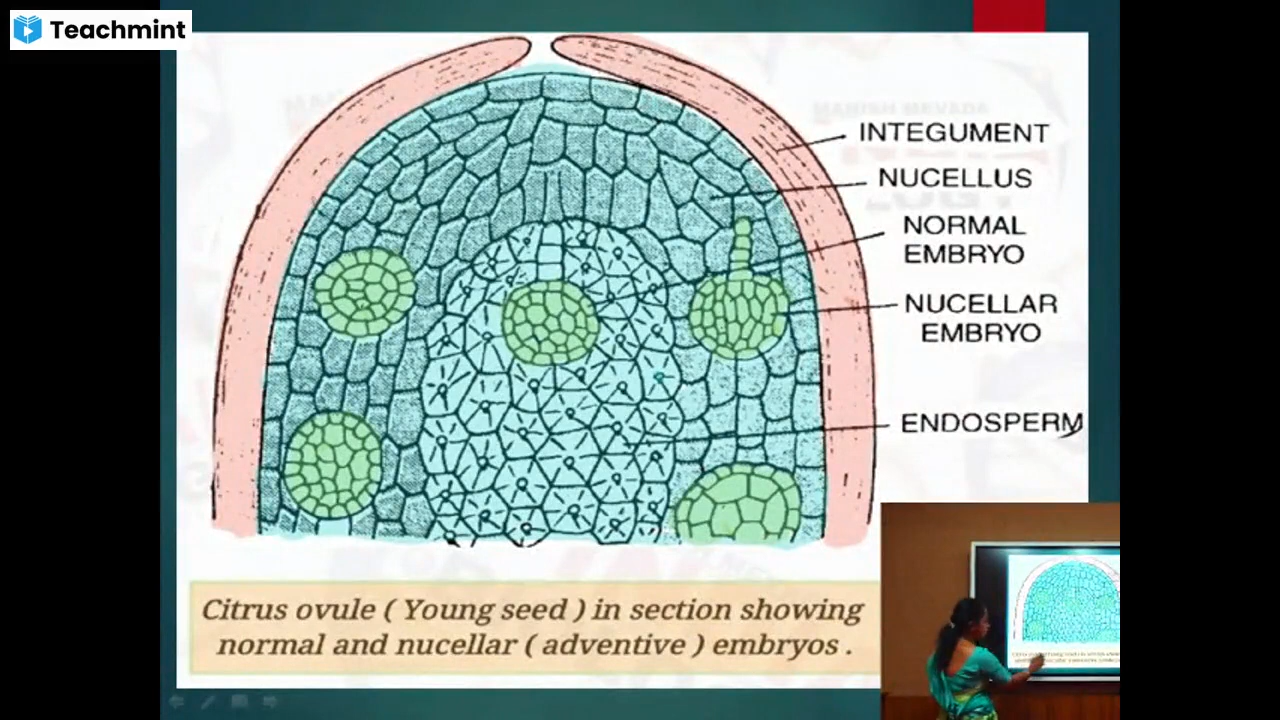 Teachmint
INTEGUMENT
NUCELLUS
NORMAL
EMBRYO
NUCELLAR
EMBRYO
ENDOSPERM
Citrus ovule ( Young seed ) in section showing
normal and nucellar ( adventive ) embryos .